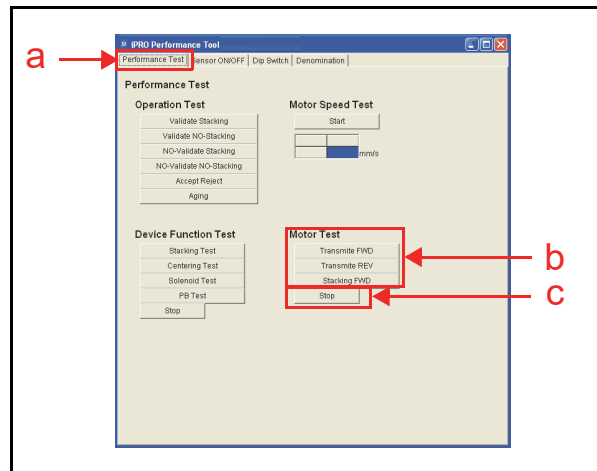 iPRO Performance Tool
a
Performance Test Sensor ON/OFF Dip Switch Denomination
Performance Test
Operation Test
Validate Stacking
Validate NO-Stacking
NO-Validate Stacking
NO-Validate NO-Stacking
Accept Reject
Aging
Motor Speed Test
Start
mm/s
Device Function Test
Stacking Test
Centering Test
Solenoid Test
PB Test
Stop
Motor Test
Transmite FWD
Transmite REV
Stacking FWD
Stop
b
c